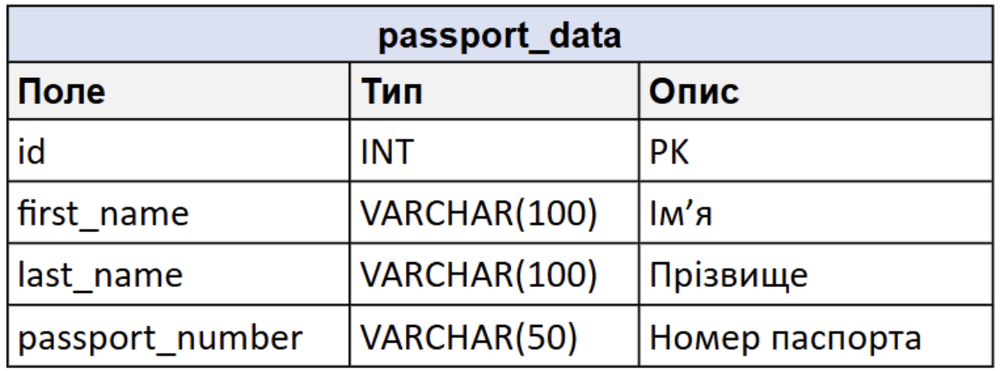 passport_data
Поле Тип Опис
id INT PK
first_name VARCHAR(100) Ім’я
last_name VARCHAR(100) Прізвище
passport_number VARCHAR(50) Номер паспорта